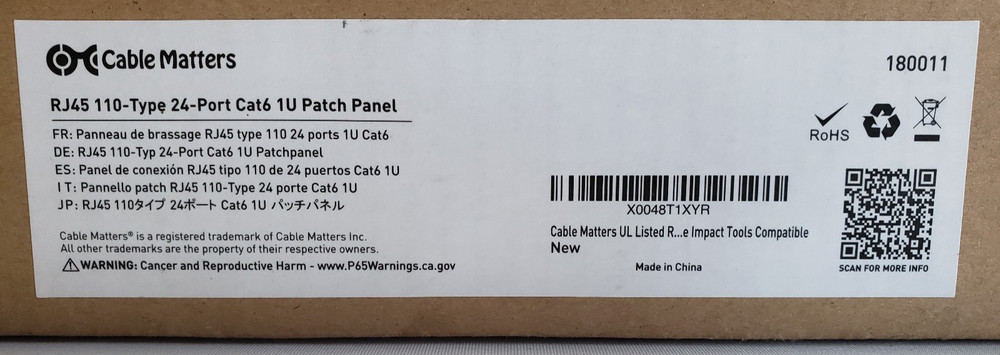 Cable Matters
180011
RJ45 110-Type 24-Port Cat6 1U Patch Panel
FR: Panneau de brassage RJ45 type 110 24 ports 1U Cat6
DE: RJ45 110-Typ 24-Port Cat6 1U Patchpanel
ES: Panel de conexión RJ45 tipo 110 de 24 puertos Cat6 1U
IT: Pannello patch RJ45 110-Type 24 porte Cat6 1U
JP: RJ45 110タイプ 24ポート Cat6 1U パッチパネル
Cable Matters® is a registered trademark of Cable Matters Inc.
All other trademarks are the property of their respective owners.
⚠WARNING: Cancer and Reproductive Harm - www.P65Warnings.ca.gov
RoHS
X0048T1XYR
Cable Matters UL Listed R...e Impact Tools Compatible
New
Made in China
SCAN FOR MORE INFO